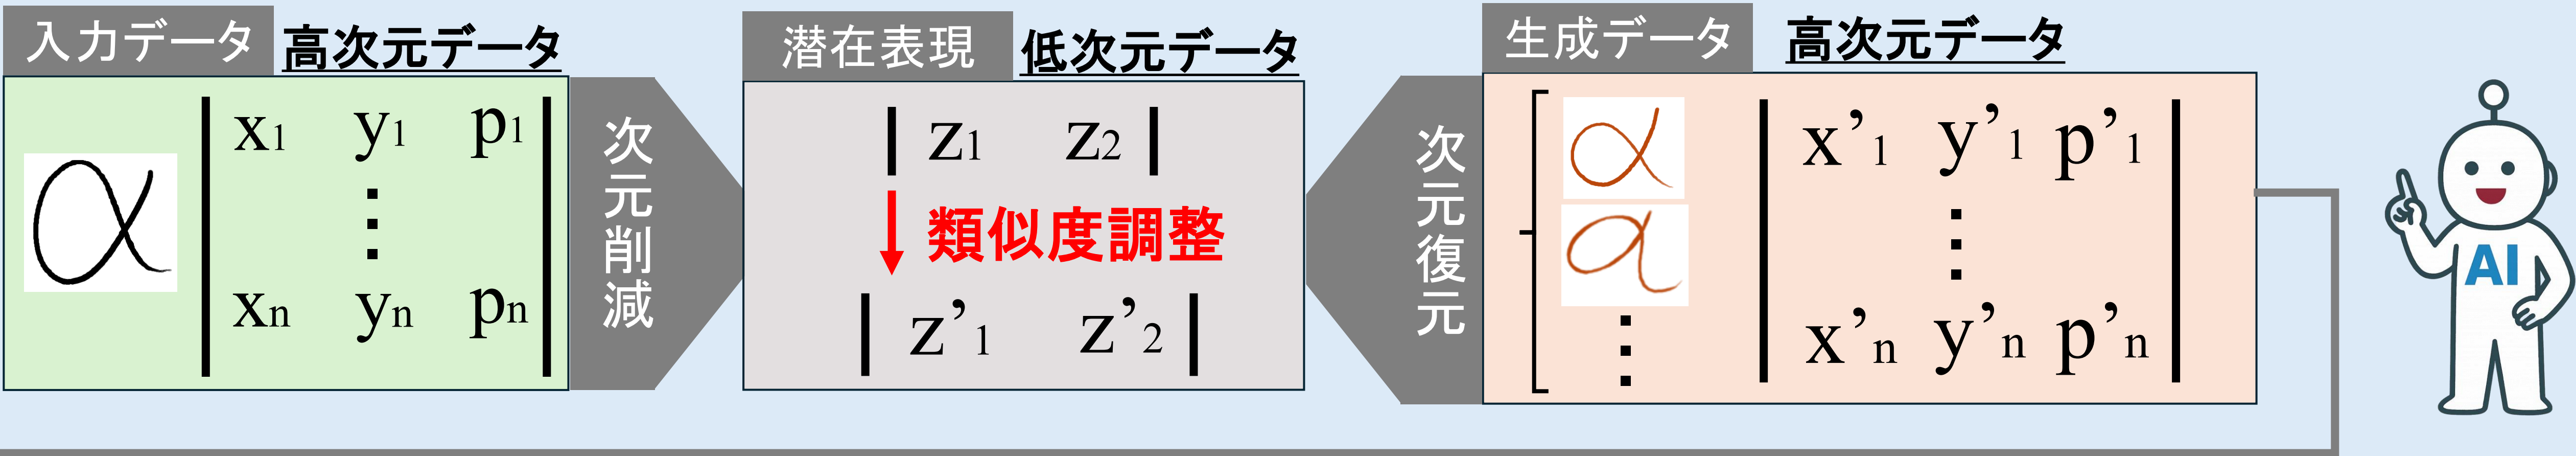 入力データ 高次元データ
x1 y1 p1
xn yn pn
次元削減
潜在表現 低次元データ
z1 z2
類似度調整
z’1 z’2
次元復元
生成データ 高次元データ
x’1 y’1 p’1
x’n y’n p’n
α
α
α
AI